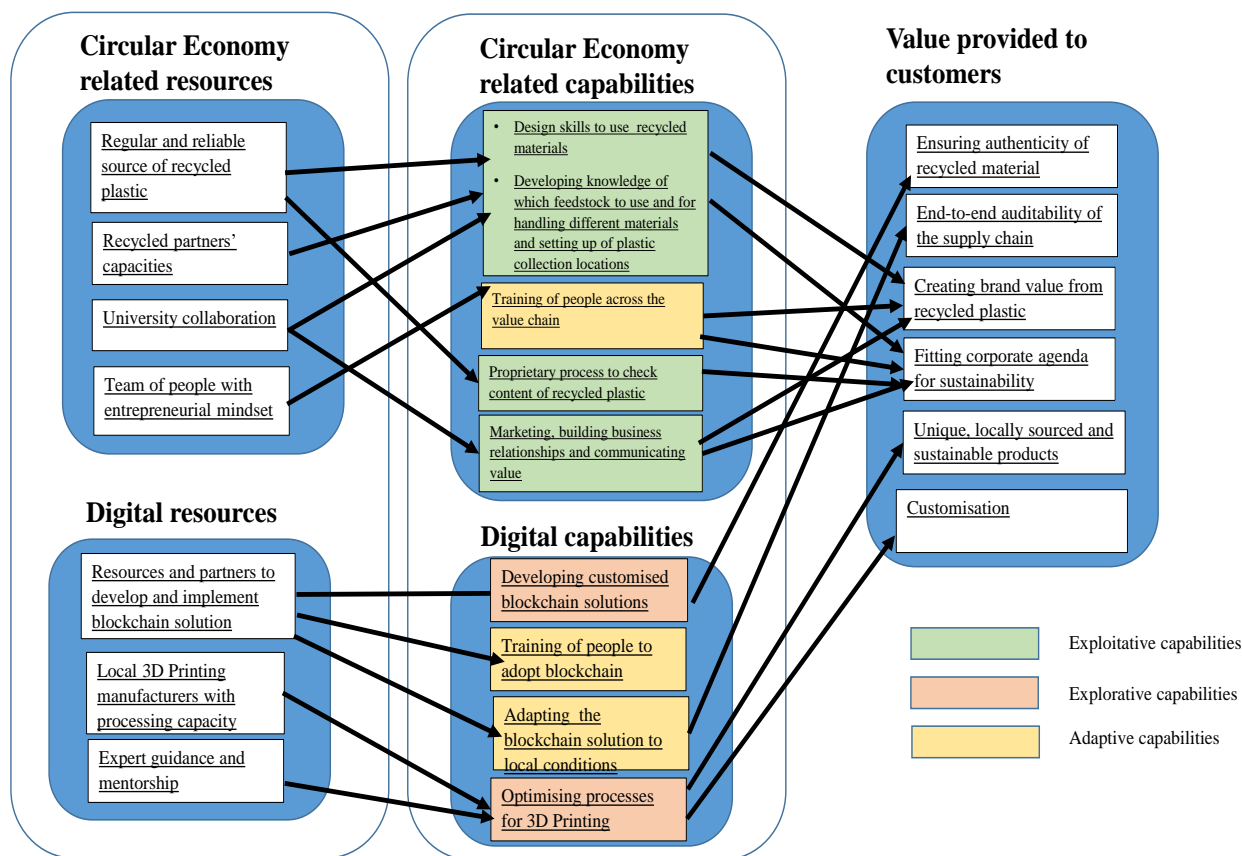 Circular Economy
related resources
Regular and reliable
source of recycled
plastic
Recycled partners’
capacities
University collaboration
Team of people with
entrepreneurial mindset
Digital resources
Resources and partners to
develop and implement
blockchain solution
Local 3D Printing
manufacturers with
processing capacity
Expert guidance and
mentorship
Circular Economy
related capabilities
• Design skills to use recycled
materials
• Developing knowledge of
which feedstock to use and for
handling different materials
and setting up of plastic
collection locations
Training of people across the
value chain
Proprietary process to check
content of recycled plastic
Marketing, building business
relationships and communicating
value
Digital capabilities
Developing customised
blockchain solutions
Training of people to
adopt blockchain
Adapting the
blockchain solution to
local conditions
Optimising processes
for 3D Printing
Value provided to
customers
Ensuring authenticity of
recycled material
End-to-end auditability of
the supply chain
Creating brand value from
recycled plastic
Fitting corporate agenda
for sustainability
Unique, locally sourced and
sustainable products
Customisation
Exploitative capabilities
Explorative capabilities
Adaptive capabilities